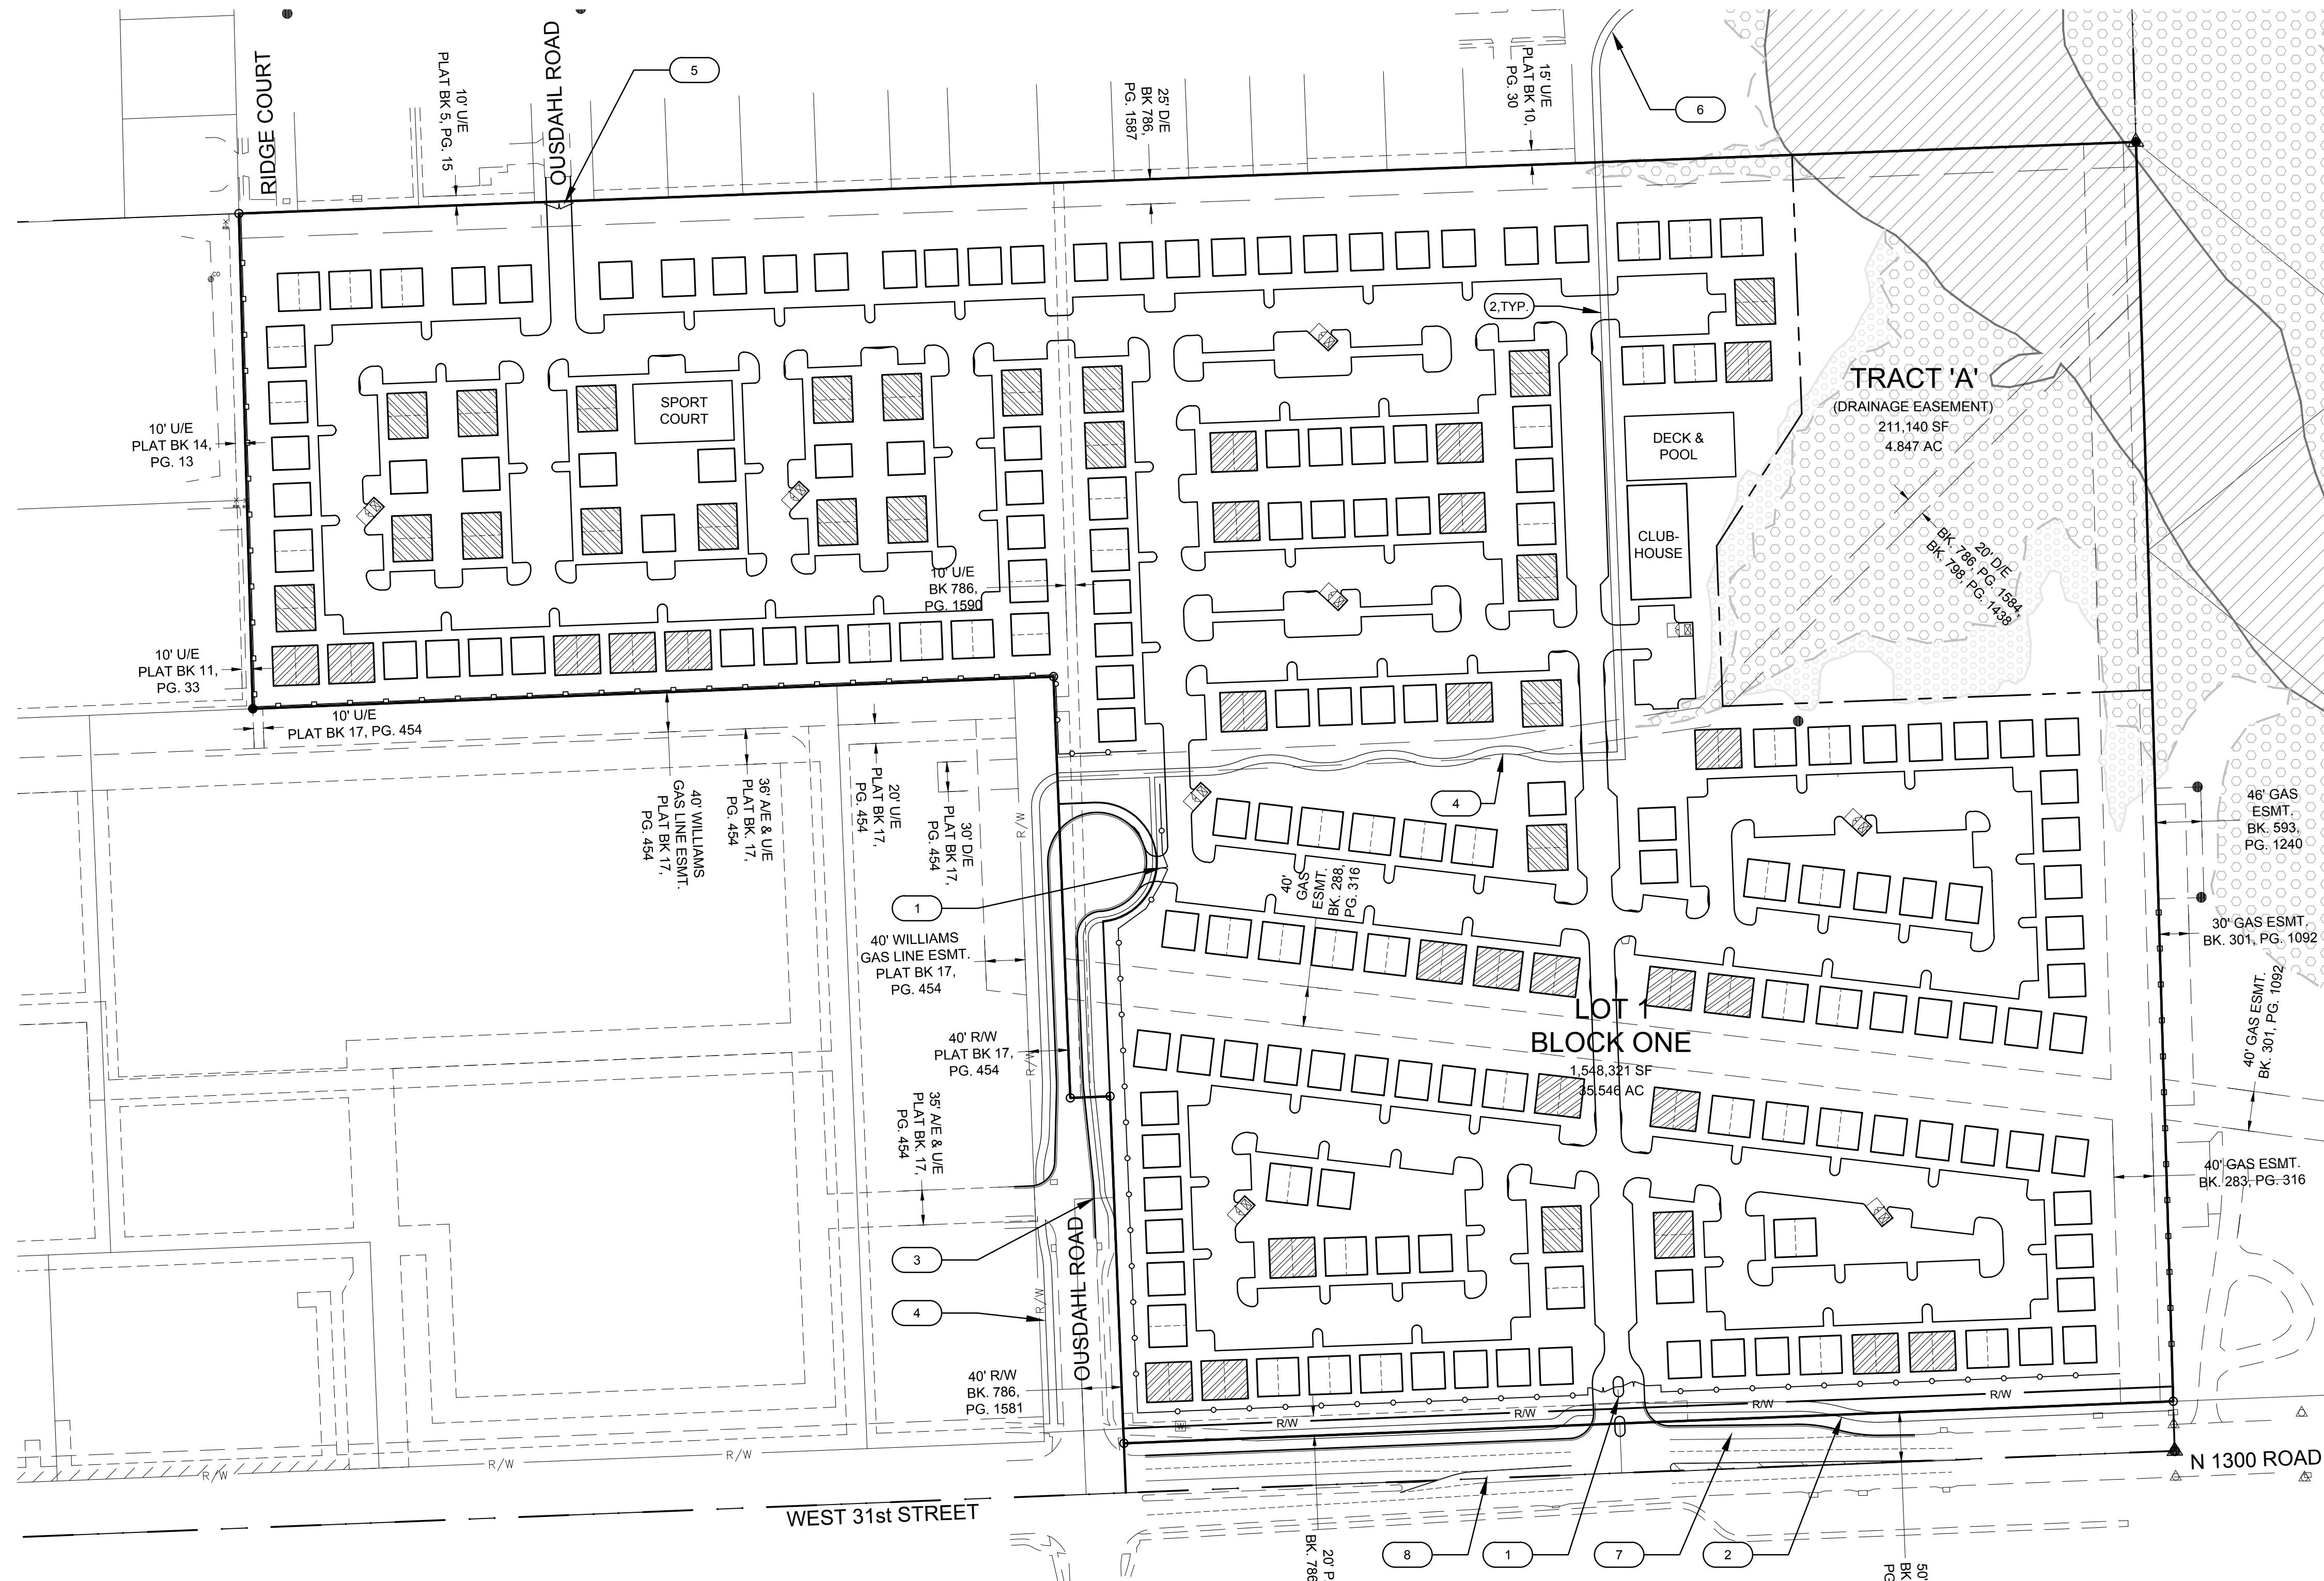 RIDGE COURT
OUSDAHL ROAD
10' U/E
PLAT BK 5, PG. 15
5
25' D/E
BK 786,
PG. 1587
15' U/E
PLAT BK 10,
PG. 30
6
2,TYP.
SPORT
COURT
DECK &
POOL
CLUB-
HOUSE
TRACT 'A'
(DRAINAGE EASEMENT)
211,140 SF
4.847 AC
20' D/E
BK. 786, PG. 1584,
BK. 798, PG. 1438
10' U/E
PLAT BK 14,
PG. 13
10' U/E
BK 786,
PG. 1590
10' U/E
PLAT BK 11,
PG. 33
10' U/E
PLAT BK 17, PG. 454
40' WILLIAMS
GAS LINE ESMT.
PLAT BK 17,
PG. 454
36' A/E & U/E
PLAT BK. 17,
PG. 454
20' U/E
PLAT BK 17,
PG. 454
30' D/E
PLAT BK 17,
PG. 454
R/W
4
1
40'
GAS
ESMT.
BK. 288,
PG. 316
46' GAS
ESMT.
BK. 593,
PG. 1240
30' GAS ESMT.
BK. 301, PG. 1092
40' WILLIAMS
GAS LINE ESMT.
PLAT BK 17,
PG. 454
40' R/W
PLAT BK 17,
PG. 454
R/W
LOT 1
BLOCK ONE
1,548,321 SF
35.546 AC
40' GAS ESMT.
BK. 301, PG. 1092
35' A/E & U/E
PLAT BK. 17,
PG. 454
40' GAS ESMT.
BK. 283, PG. 316
3
4
R/W
OUSDAHL ROAD
40' R/W
BK. 786,
PG. 1581
R/W
R/W
R/W
R/W
W
R/W
R/W
R/W
N 1300 ROAD
WEST 31st STREET
20' P.
BK. 786
8
1
7
2
50'
BK
PG